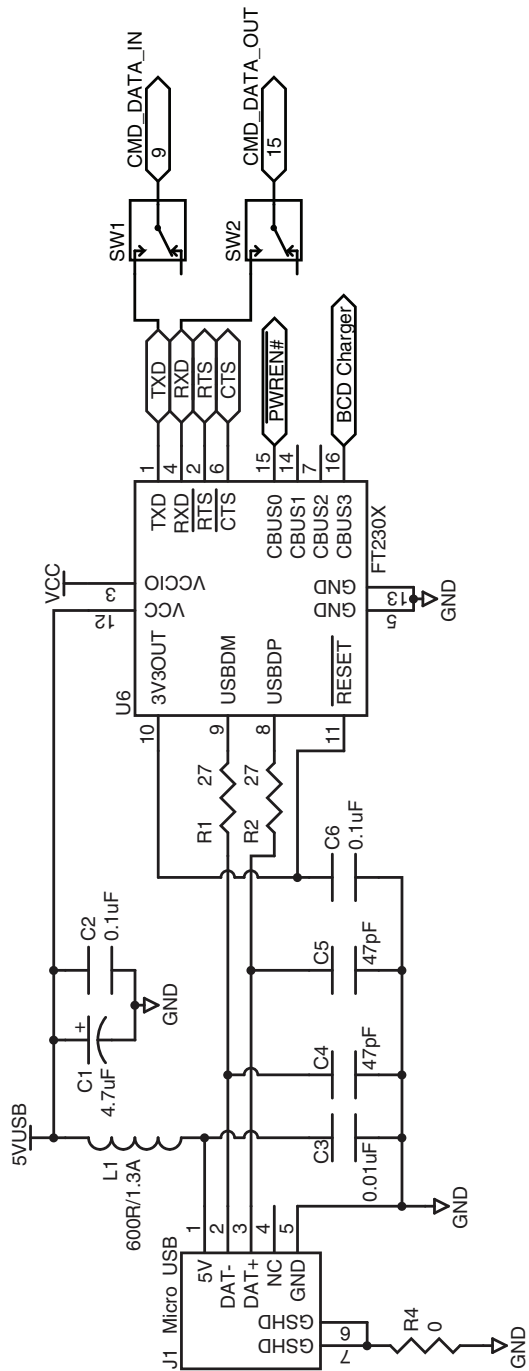 5VUSB
L1
600R/1.3A
C1
4.7uF
+
C2
0.1uF
GND
VCC
J1 Micro USB
5V
DAT-
DAT+
NC
GND
1
2
3
4
5
GSHD
GSHD
7
6
R4
0
GND
C3
0.01uF
C4
47pF
C5
47pF
C6
0.1uF
GND
R1
27
R2
27
U6
10
9
8
11
3V3OUT
USBDM
USBDP
RESET
12
3
VCC
VCCIO
GND
GND
5
13
GND
FT230X
TXD
RXD
RTS
CTS
CBUS0
CBUS1
CBUS2
CBUS3
1
4
2
6
15
14
7
16
TXD
RXD
RTS
CTS
PWREN#
BCD Charger
SW1
SW2
CMD_DATA_IN
9
CMD_DATA_OUT
15